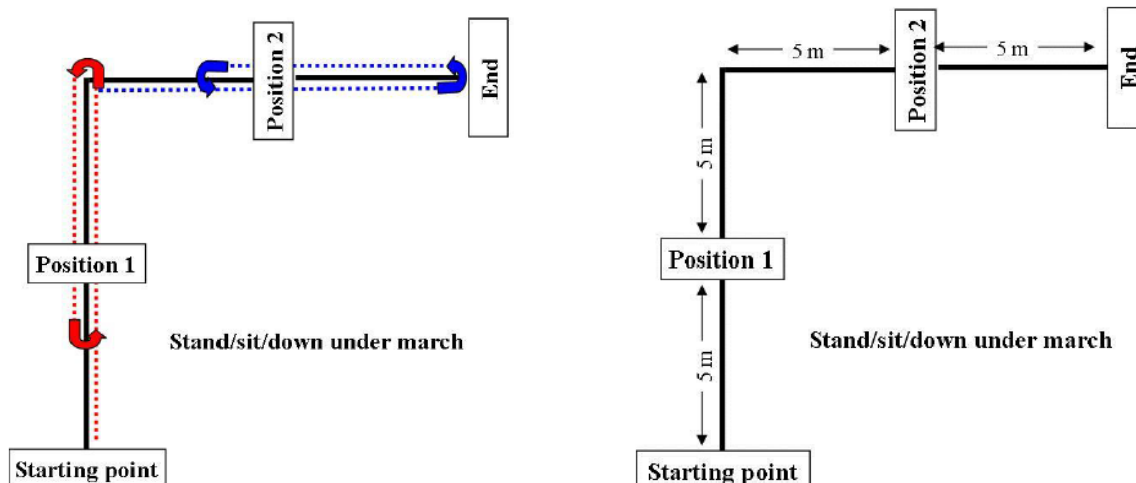 Position 2
End
Position 1
Stand/sit/down under march
Starting point
5 m
Position 2
5 m
End
5 m
Position 1
5 m
Stand/sit/down under march
Starting point